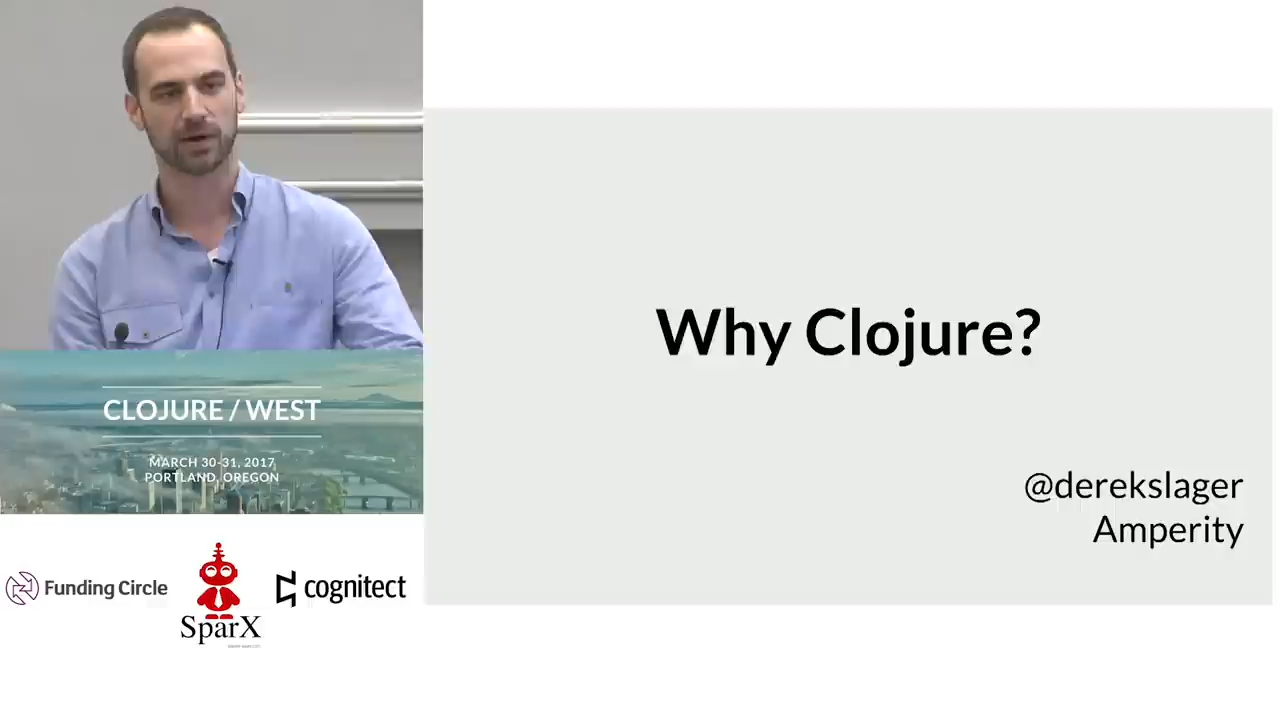 Why Clojure?
@derekslager
Amperity
CLOJURE / WEST
MARCH 30-31, 2017
PORTLAND, OREGON
Funding Circle
SparX
cognitect